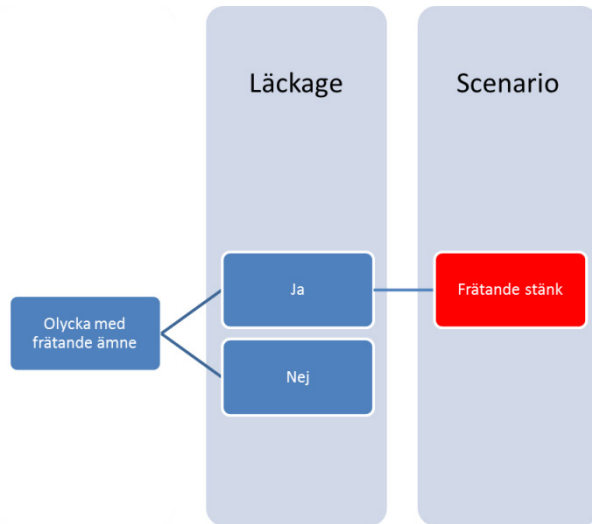 Läckage
Scenario
Ja
Frätande stänk
Olycka med
frätande ämne
Nej